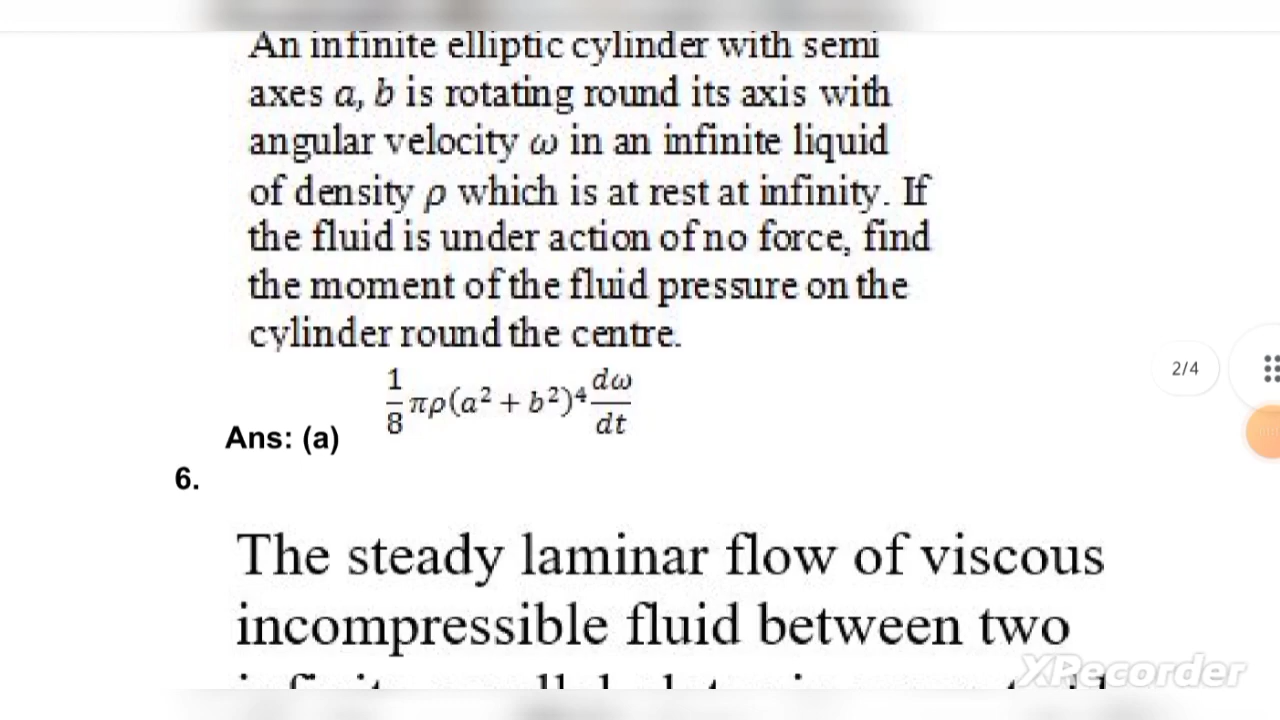 An infinite elliptic cylinder with semi
axes a, b is rotating round its axis with
angular velocity ω in an infinite liquid
of density ρ which is at rest at infinity. If
the fluid is under action of no force, find
the moment of the fluid pressure on the
cylinder round the centre.
Ans: (a) 1/8 πρ(a² + b²)⁴ dω/dt
2/4
6.
The steady laminar flow of viscous
incompressible fluid between two
XRecorder